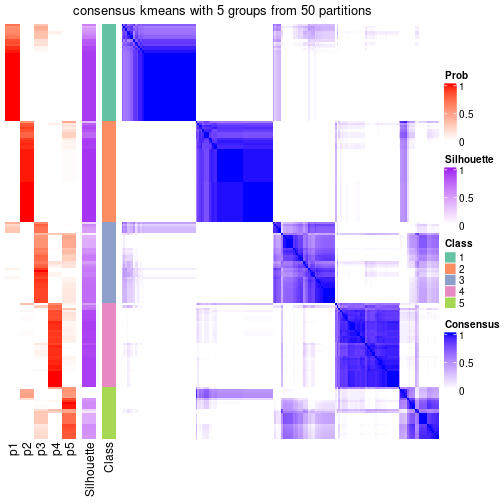 consensus kmeans with 5 groups from 50 partitions
Prob
1
0.5
0
Silhouette
1
0.5
0
Class
1
2
3
4
5
Consensus
1
0.5
0
p1
p2
p3
p4
p5
Silhouette
Class